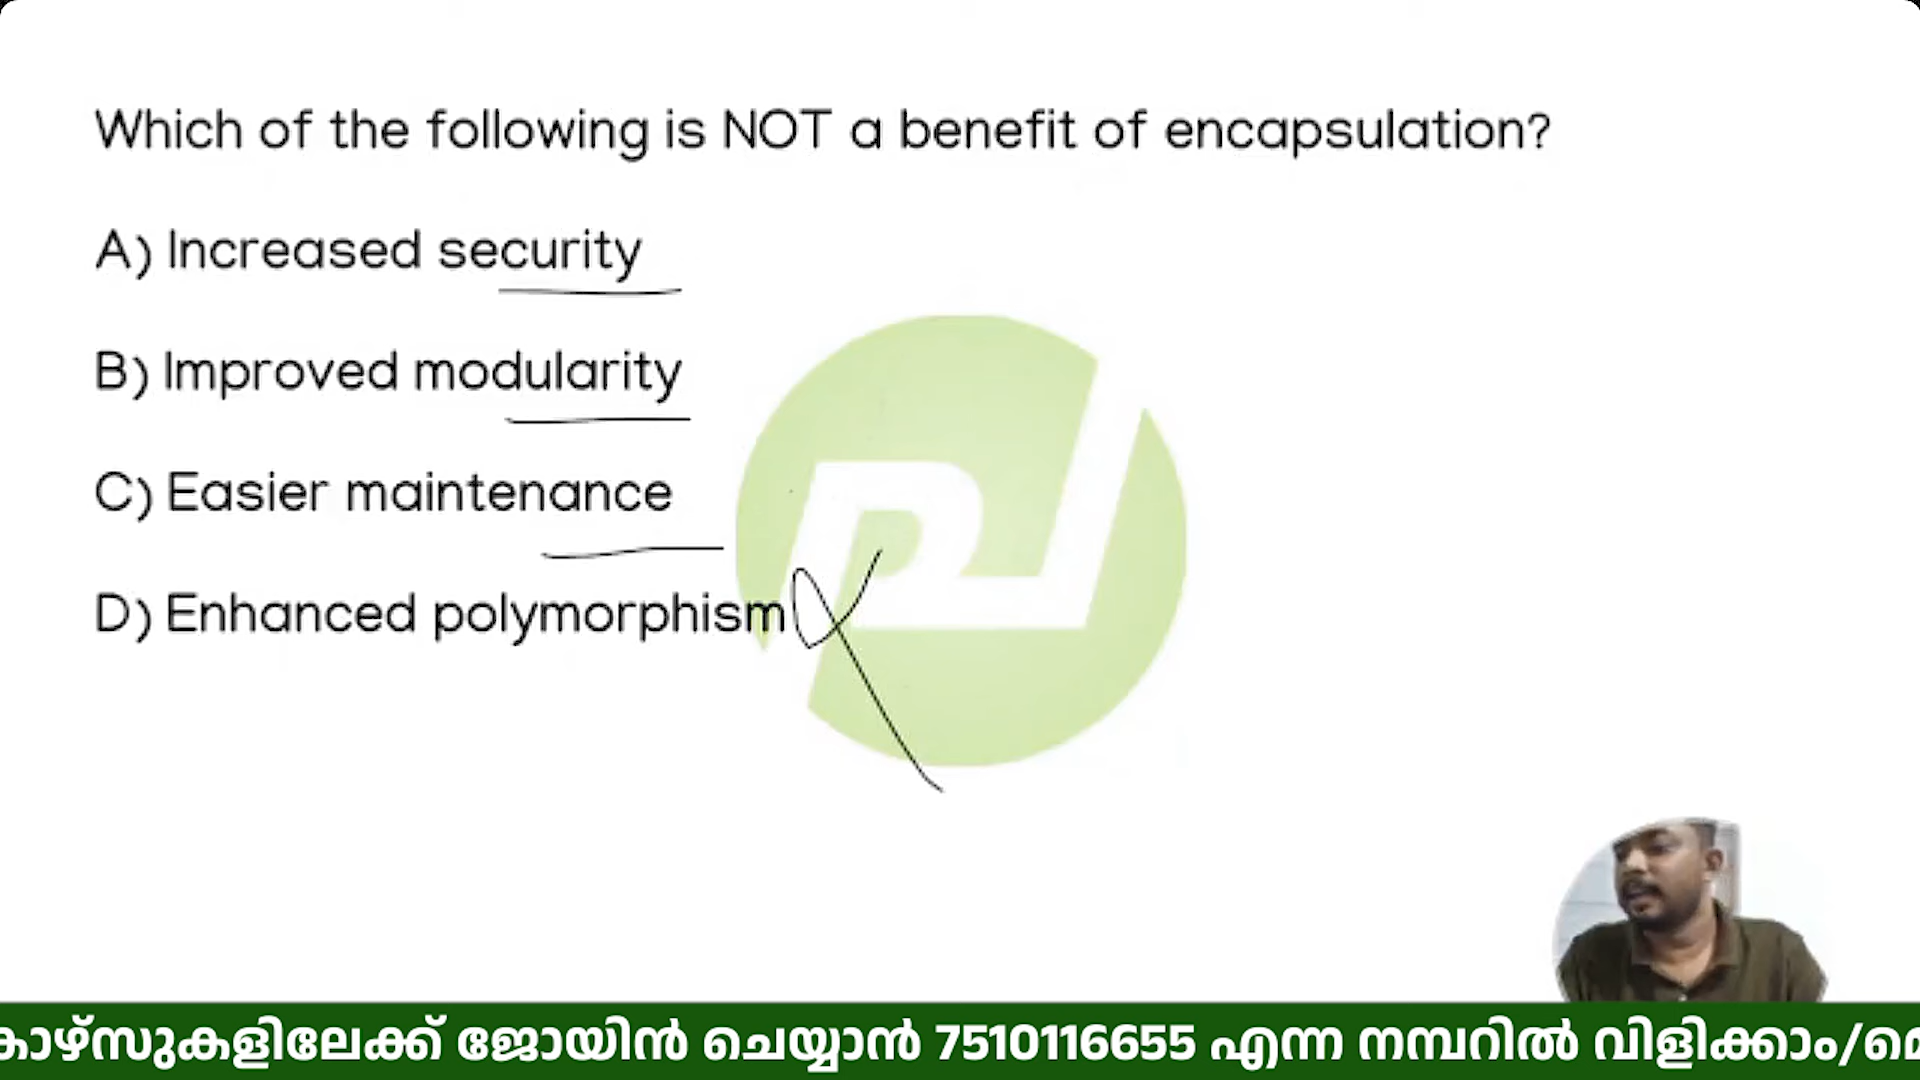 Which of the following is NOT a benefit of encapsulation?
A) Increased security
B) Improved modularity
C) Easier maintenance
D) Enhanced polymorphism
ജോയിൻ ചെയ്യാൻ 7510116655 എന്ന നമ്പറിൽ വിളിക്കാം/